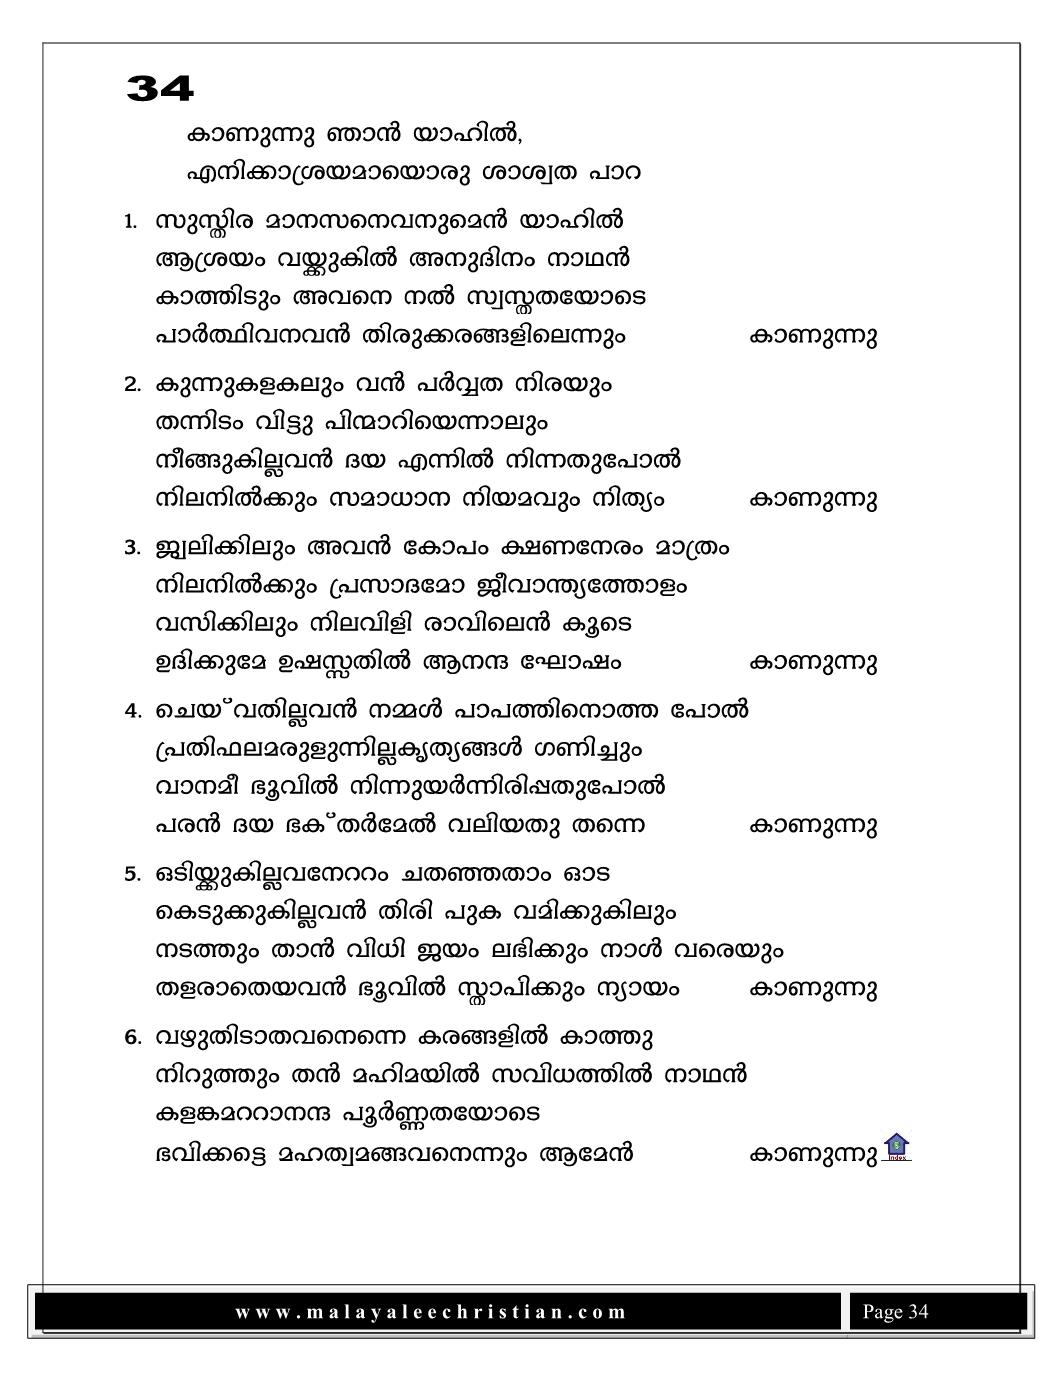 34
കാണുന്നു ഞാൻ യാഹിൽ,
എനിക്കാശ്രയമായൊരു ശാശ്വത പാറ
1. സുസ്തിര മാനസനെവനുമെൻ യാഹിൽ
ആശ്രയം വയ്ക്കുകിൽ അനുദിനം നാഥൻ
കാത്തിടും അവനെ നൽ സ്വസ്തതയോടെ
പാർത്ഥിവനവൻ തിരുക്കരങ്ങളിലെന്നും കാണുന്നു
2. കുന്നുകളകലും വൻ പർവ്വത നിരയും
തന്നിടം വിട്ടു പിന്മാറിയെന്നാലും
നീങ്ങുകില്ലവൻ ദയ എന്നിൽ നിന്നതുപോൽ
നിലനിൽക്കും സമാധാന നിയമവും നിത്യം കാണുന്നു
3. ജ്വലിക്കിലും അവൻ കോപം ക്ഷണനേരം മാത്രം
നിലനിൽക്കും പ്രസാദമോ ജീവാന്ത്യത്തോളം
വസിക്കിലും നിലവിളി രാവിലെൻ കൂടെ
ഉദിക്കുമേ ഉഷസ്സതിൽ ആനന്ദ ഘോഷം കാണുന്നു
4. ചെയ്‌വതില്ലവൻ നമ്മൾ പാപത്തിനൊത്ത പോൽ
പ്രതിഫലമരുളുന്നില്ലകൃത്യങ്ങൾ ഗണിച്ചും
വാനമീ ഭൂവിൽ നിന്നുയർന്നിരിപ്പതുപോൽ
പരൻ ദയ ഭക്‌തർമേൽ വലിയതു തന്നെ കാണുന്നു
5. ഒടിയ്ക്കുകില്ലവനേററം ചതഞ്ഞതാം ഓട
കെടുക്കുകില്ലവൻ തിരി പുക വമിക്കുകിലും
നടത്തും താൻ വിധി ജയം ലഭിക്കും നാൾ വരെയും
തളരാതെയവൻ ഭൂവിൽ സ്താപിക്കും ന്യായം കാണുന്നു
6. വഴുതിടാതവനെന്നെ കരങ്ങളിൽ കാത്തു
നിറുത്തും തൻ മഹിമയിൽ സവിധത്തിൽ നാഥൻ
കളങ്കമററാനന്ദ പൂർണ്ണതയോടെ
ഭവിക്കട്ടെ മഹത്വമങ്ങവനെന്നും ആമേൻ കാണുന്നു
Index
www.malayaleechristian.com Page 34